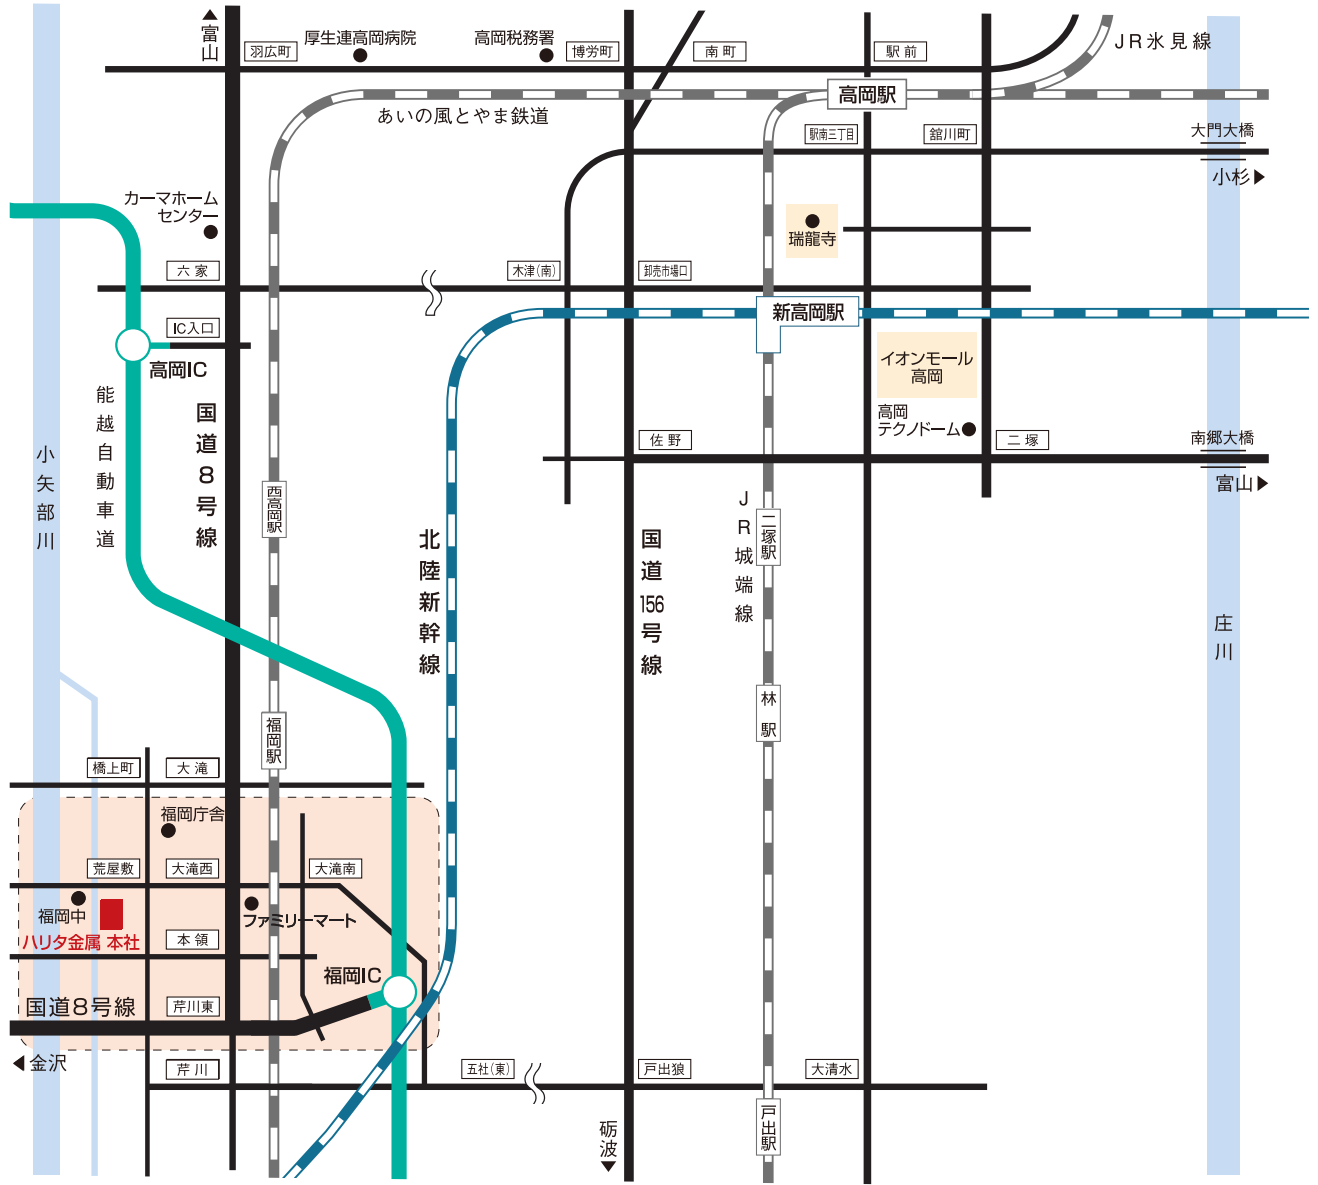 富山
羽広町
厚生連高岡病院
高岡税務署
博労町
南町
駅前
JR氷見線
高岡駅
あいの風とやま鉄道
駅南三丁目
舘川町
大門大橋
小杉
カーマホーム
センター
瑞龍寺
六家
木津(南)
卸売市場口
IC入口
新高岡駅
高岡IC
イオンモール
高岡
能越自動車道
国道8号線
高岡
テクノドーム
小矢部川
佐野
二塚
南郷大橋
富山
西高岡駅
北陸新幹線
国道156号線
JR城端線
二塚駅
庄川
林駅
福岡駅
橋上町
大滝
福岡庁舎
荒屋敷
大滝西
大滝南
福岡中
ファミリーマート
ハリタ金属 本社
本領
福岡IC
国道8号線
芹川東
金沢
芹川
五社(東)
戸出狼
大清水
戸出駅
砺波